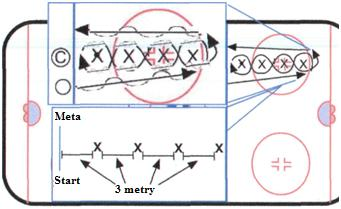 ©
X X X X
X X X X
Meta
X X X X
Start
3 metry